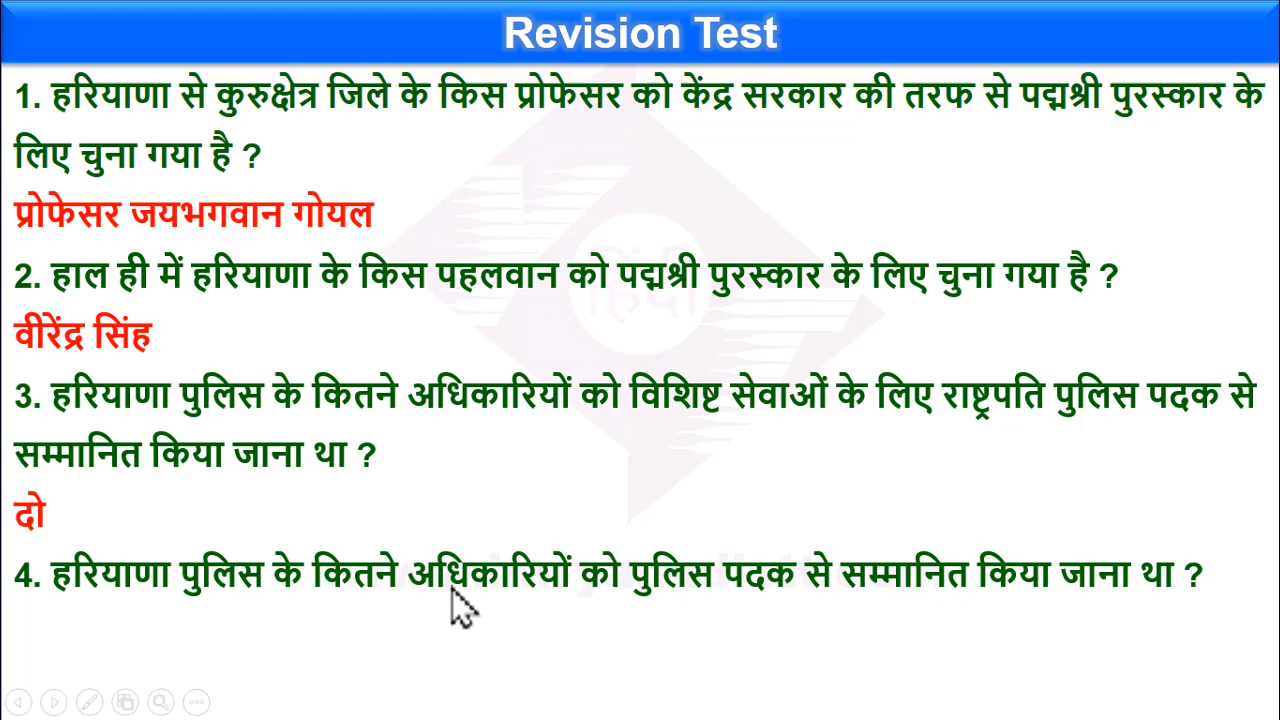 Revision Test
1. हरियाणा से कुरुक्षेत्र जिले के किस प्रोफेसर को केंद्र सरकार की तरफ से पद्मश्री पुरस्कार के
लिए चुना गया है ?
प्रोफेसर जयभगवान गोयल
2. हाल ही में हरियाणा के किस पहलवान को पद्मश्री पुरस्कार के लिए चुना गया है ?
वीरेंद्र सिंह
3. हरियाणा पुलिस के कितने अधिकारियों को विशिष्ट सेवाओं के लिए राष्ट्रपति पुलिस पदक से
सम्मानित किया जाना था ?
दो
4. हरियाणा पुलिस के कितने अधिकारियों को पुलिस पदक से सम्मानित किया जाना था ?
हिंदी